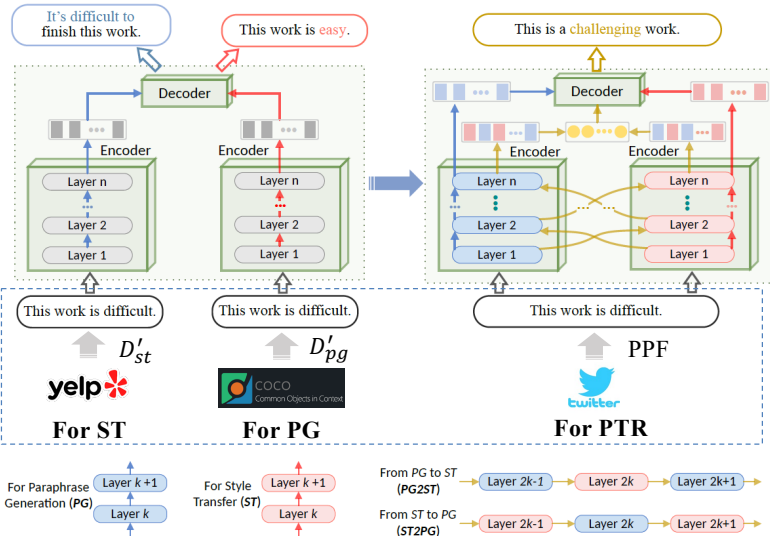 It's difficult to
finish this work.
This work is easy.
This is a challenging work.
Decoder
Decoder
Encoder
Encoder
Encoder
Encoder
Layer n
Layer 2
Layer 1
Layer n
Layer 2
Layer 1
Layer n
Layer 2
Layer 1
Layer n
Layer 2
Layer 1
This work is difficult.
This work is difficult.
This work is difficult.
D′st
D′pg
PPF
yelp
COCO
Common Objects in Context
twitter
For ST
For PG
For PTR
For Paraphrase
Generation (PG)
Layer k +1
Layer k
For Style
Transfer (ST)
Layer k +1
Layer k
From PG to ST
(PG2ST)
Layer 2k-1
Layer 2k
Layer 2k+1
From ST to PG
(ST2PG)
Layer 2k-1
Layer 2k
Layer 2k+1